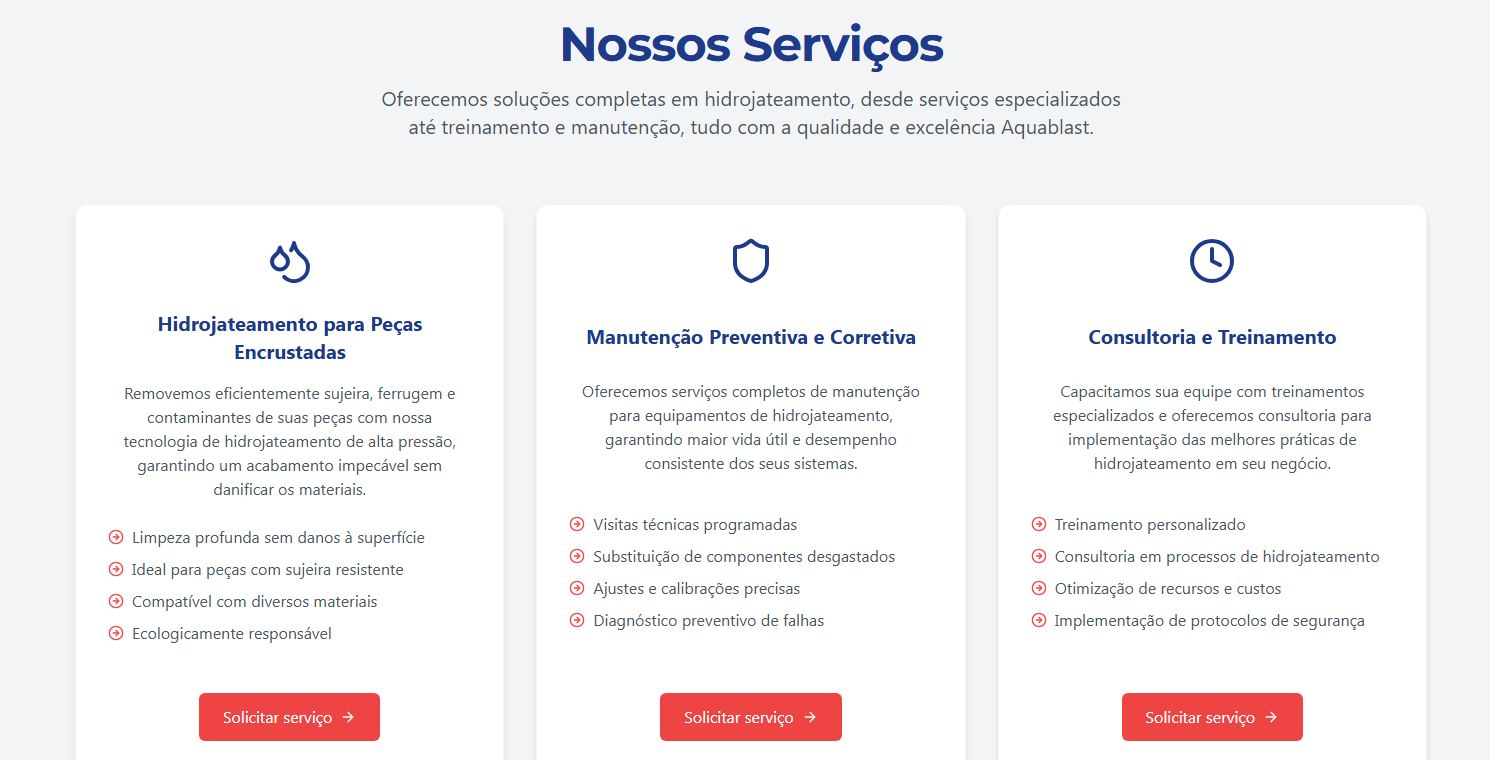 Nossos Serviços
Oferecemos soluções completas em hidrojateamento, desde serviços especializados
até treinamento e manutenção, tudo com a qualidade e excelência Aquablast.
Hidrojateamento para Peças
Encrustadas
Removemos eficientemente sujeira, ferrugem e
contaminantes de suas peças com nossa
tecnologia de hidrojateamento de alta pressão,
garantindo um acabamento impecável sem
danificar os materiais.
Limpeza profunda sem danos à superfície
Ideal para peças com sujeira resistente
Compatível com diversos materiais
Ecologicamente responsável
Solicitar serviço
Manutenção Preventiva e Corretiva
Oferecemos serviços completos de manutenção
para equipamentos de hidrojateamento,
garantindo maior vida útil e desempenho
consistente dos seus sistemas.
Visitas técnicas programadas
Substituição de componentes desgastados
Ajustes e calibrações precisas
Diagnóstico preventivo de falhas
Solicitar serviço
Consultoria e Treinamento
Capacitamos sua equipe com treinamentos
especializados e oferecemos consultoria para
implementação das melhores práticas de
hidrojateamento em seu negócio.
Treinamento personalizado
Consultoria em processos de hidrojateamento
Otimização de recursos e custos
Implementação de protocolos de segurança
Solicitar serviço